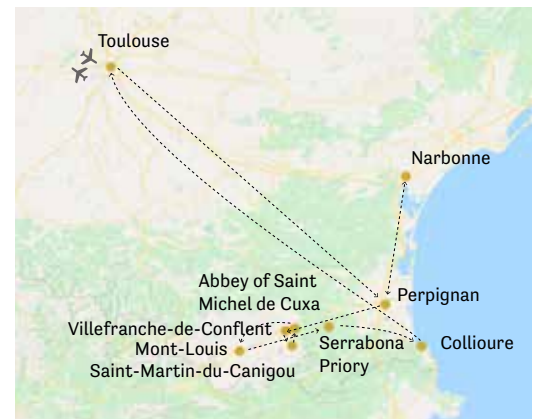 Toulouse
Narbonne
Abbey of Saint
Michel de Cuxa
Perpignan
Villefranche-de-Conflent
Mont-Louis
Serrabona
Priory
Collioure
Saint-Martin-du-Canigou